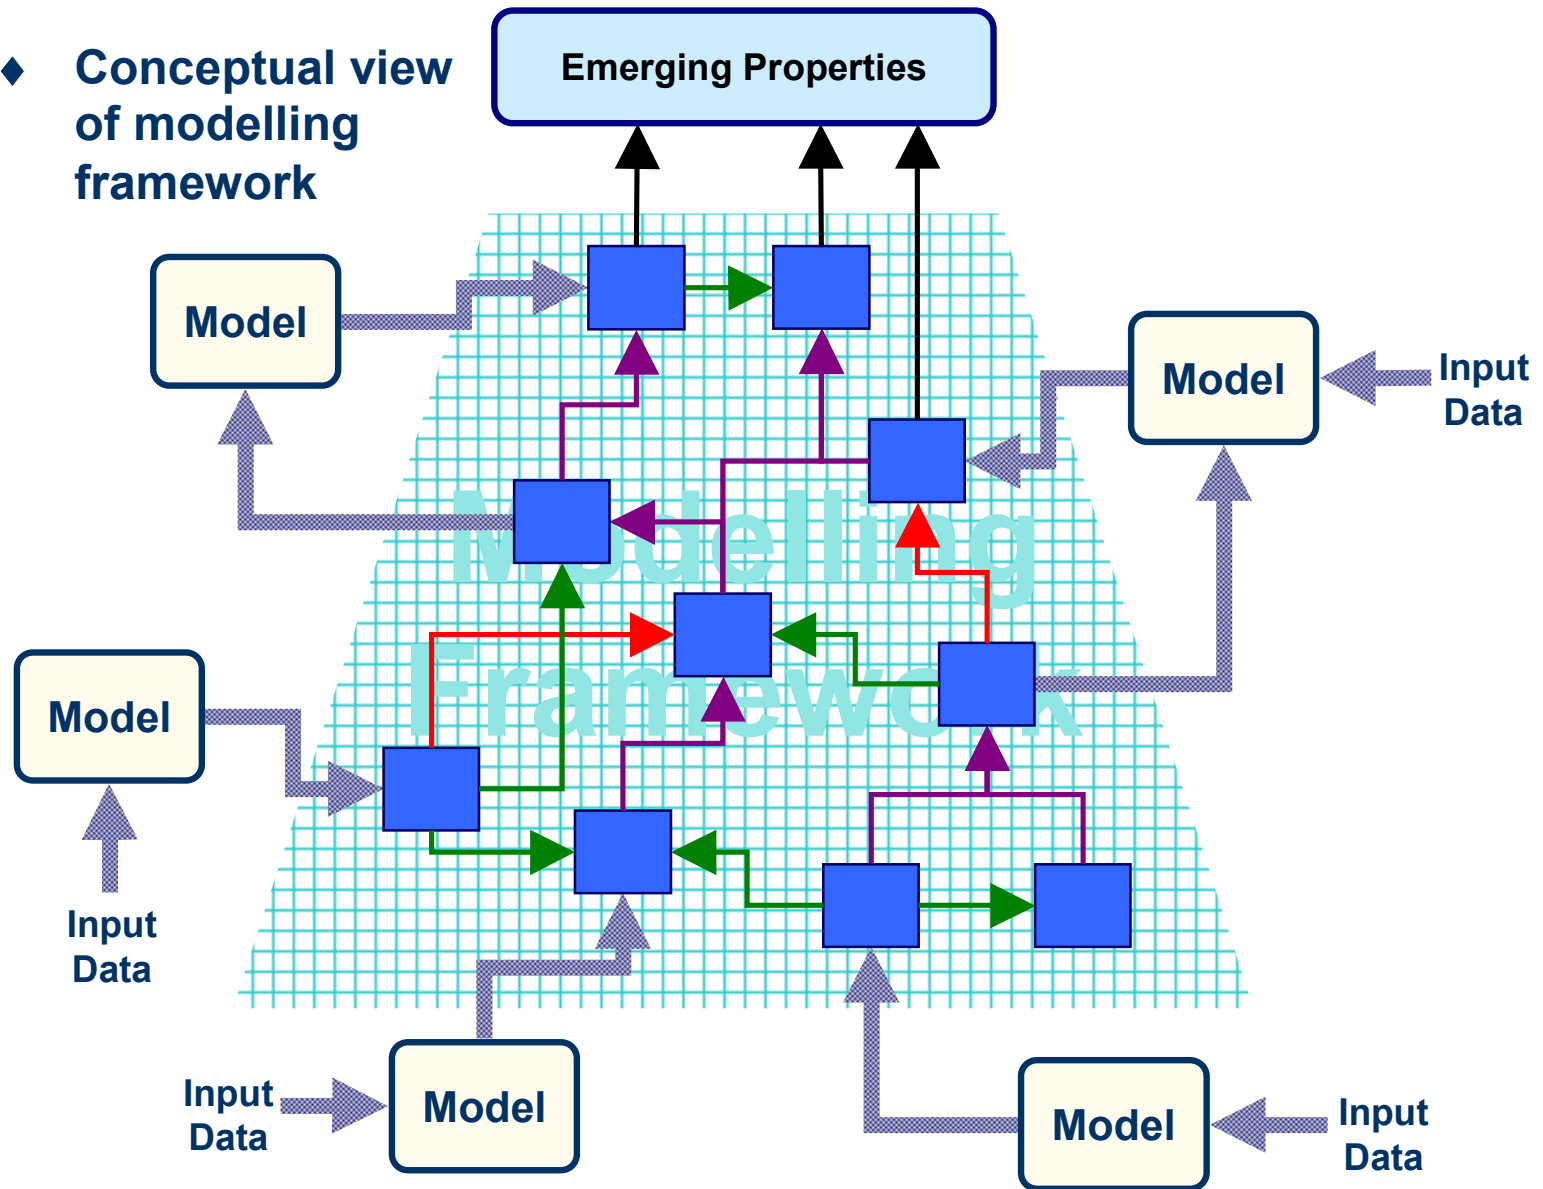 Conceptual view
of modelling
framework
Emerging Properties
Model
Model
Input
Data
Modelling
Framework
Model
Input
Data
Input
Data
Model
Model
Input
Data